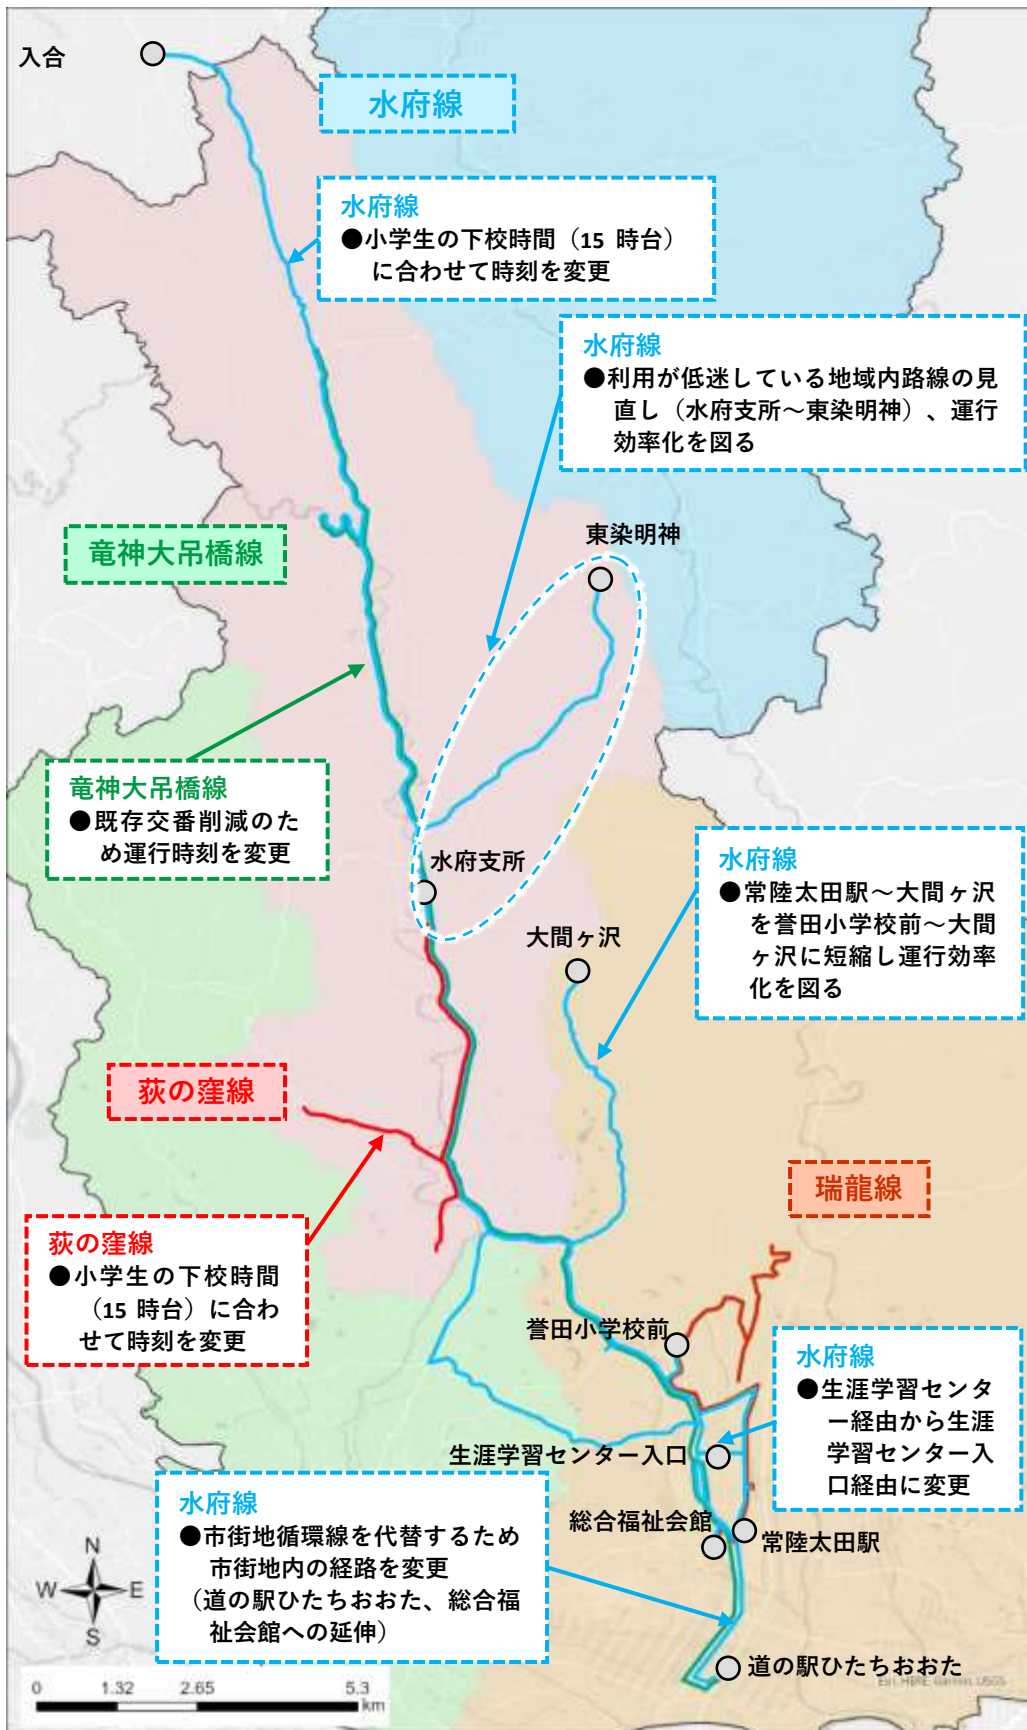 入合
水府線
水府線
●小学生の下校時間（15 時台）
に合わせて時刻を変更
水府線
●利用が低迷している地域内路線の見
直し（水府支所～東染明神）、運行
効率化を図る
東染明神
竜神大吊橋線
竜神大吊橋線
●既存交番削減のた
め運行時刻を変更
水府支所
水府線
●常陸太田駅～大間ヶ沢
を誉田小学校前～大間
ヶ沢に短縮し運行効率
化を図る
大間ヶ沢
荻の窪線
瑞龍線
荻の窪線
●小学生の下校時間
（15 時台）に合わ
せて時刻を変更
誉田小学校前
水府線
●生涯学習センタ
ー経由から生涯
学習センター入
口経由に変更
生涯学習センター入口
水府線
●市街地循環線を代替するため
市街地内の経路を変更
（道の駅ひたちおおた、総合福
祉会館への延伸）
総合福祉会館
常陸太田駅
道の駅ひたちおおた
N
W
E
S
0 1.32 2.65 5.3
km
Esri, HERE, Garmin, USGS